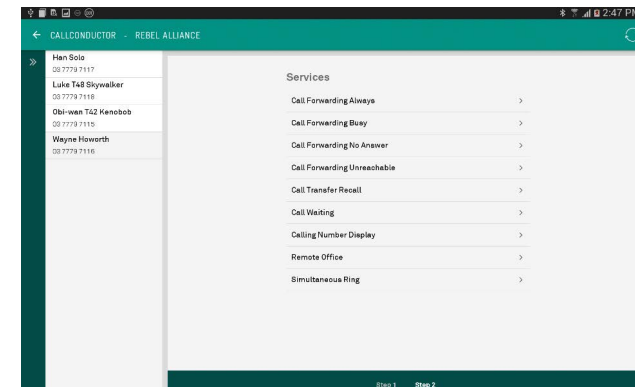 2:47 PM
CALLCONDUCTOR - REBEL ALLIANCE
Han Solo
03 7779 7117
Luke T48 Skywalker
03 7779 7118
Obi-wan T42 Kenobob
03 7779 7115
Wayne Howorth
03 7779 7116
Services
Call Forwarding Always
Call Forwarding Busy
Call Forwarding No Answer
Call Forwarding Unreachable
Call Transfer Recall
Call Waiting
Calling Number Display
Remote Office
Simultaneous Ring
Step 1 Step 2